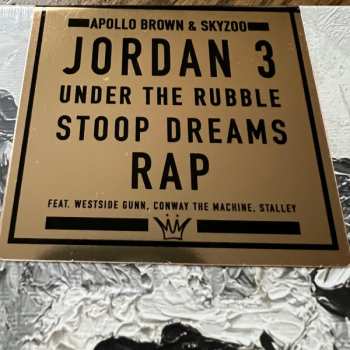 APOLLO BROWN & SKYZOO
JORDAN 3
UNDER THE RUBBLE
STOOP DREAMS
RAP
FEAT. WESTSIDE GUNN, CONWAY THE MACHINE, STALLEY